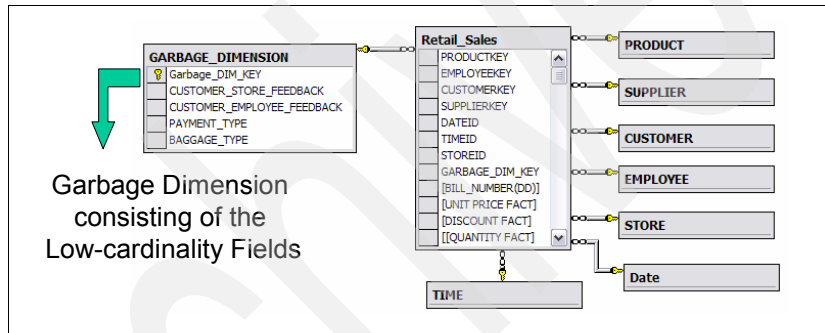 GARBAGE_DIMENSION
Garbage_DIM_KEY
CUSTOMER_STORE_FEEDBACK
CUSTOMER_EMPLOYEE_FEEDBACK
PAYMENT_TYPE
BAGGAGE_TYPE
Garbage Dimension
consisting of the
Low-cardinality Fields
Retail_Sales
PRODUCTKEY
EMPLOYEEKEY
CUSTOMERKEY
SUPPLIERKEY
DATEID
TIMEID
STOREID
GARBAGE_DIM_KEY
[BILL_NUMBER(DD)]
[UNIT PRICE FACT]
[DISCOUNT FACT]
[[QUANTITY FACT]
PRODUCT
SUPPLIER
CUSTOMER
EMPLOYEE
STORE
Date
TIME